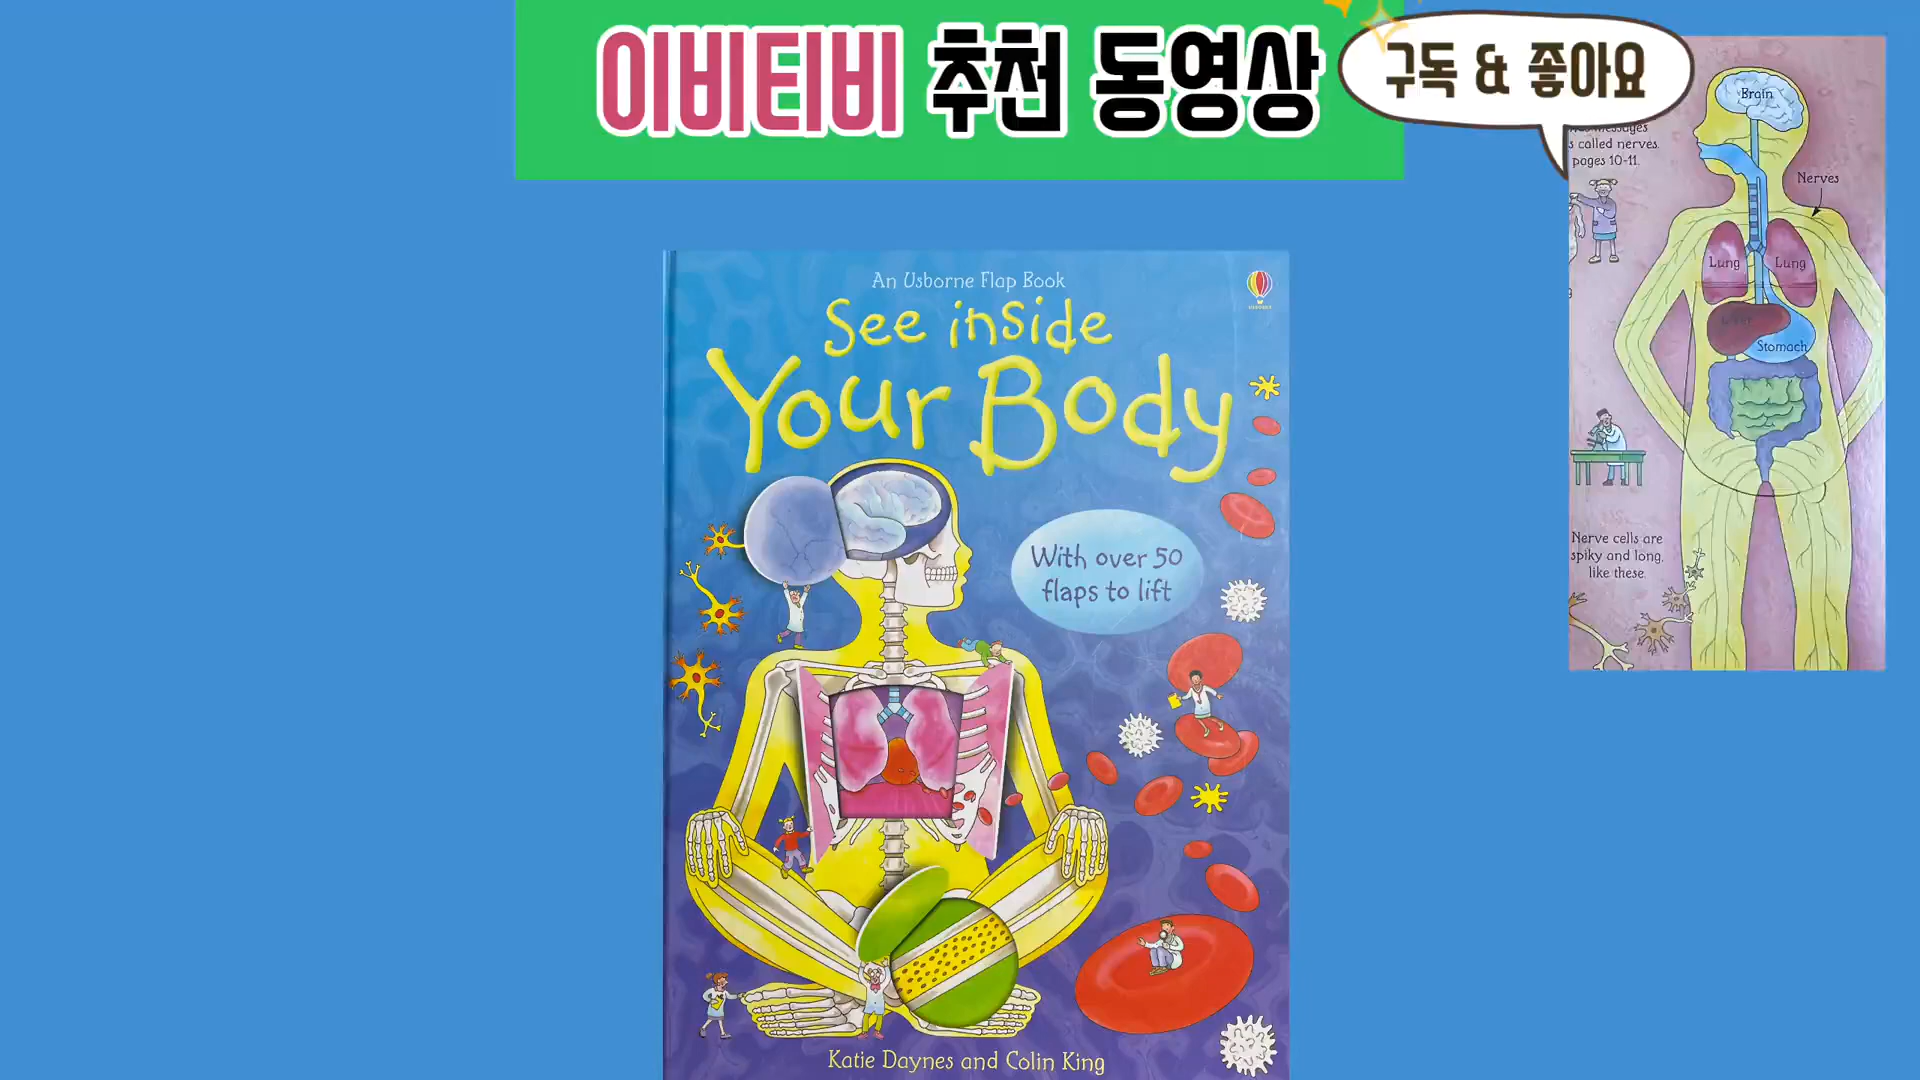 이비티비 추천 동영상
구독 & 좋아요
An Usborne Flap Book
See inside
Your Body
With over 50
flaps to lift
Katie Daynes and Colin King
Brain
messages
s called nerves.
pages 10-11.
Nerves
Lung
Lung
Liver
Stomach
Nerve cells are
spiky and long,
like these.